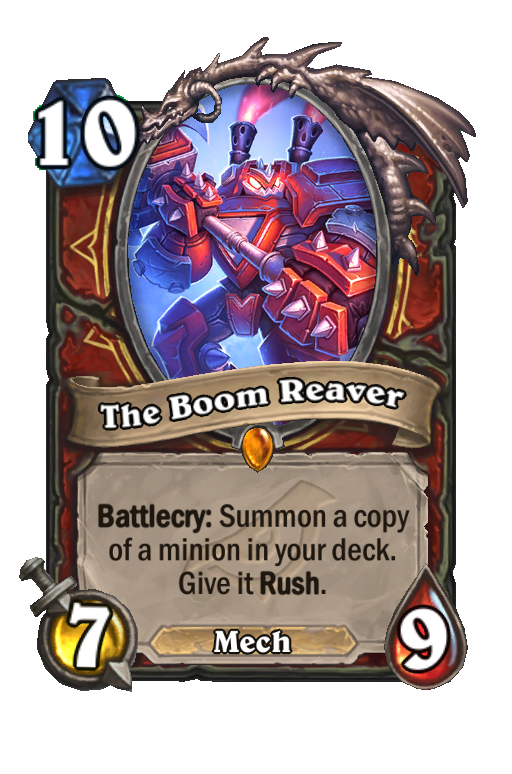 10
The Boom Reaver
Battlecry: Summon a copy
of a minion in your deck.
Give it Rush.
7
Mech
9